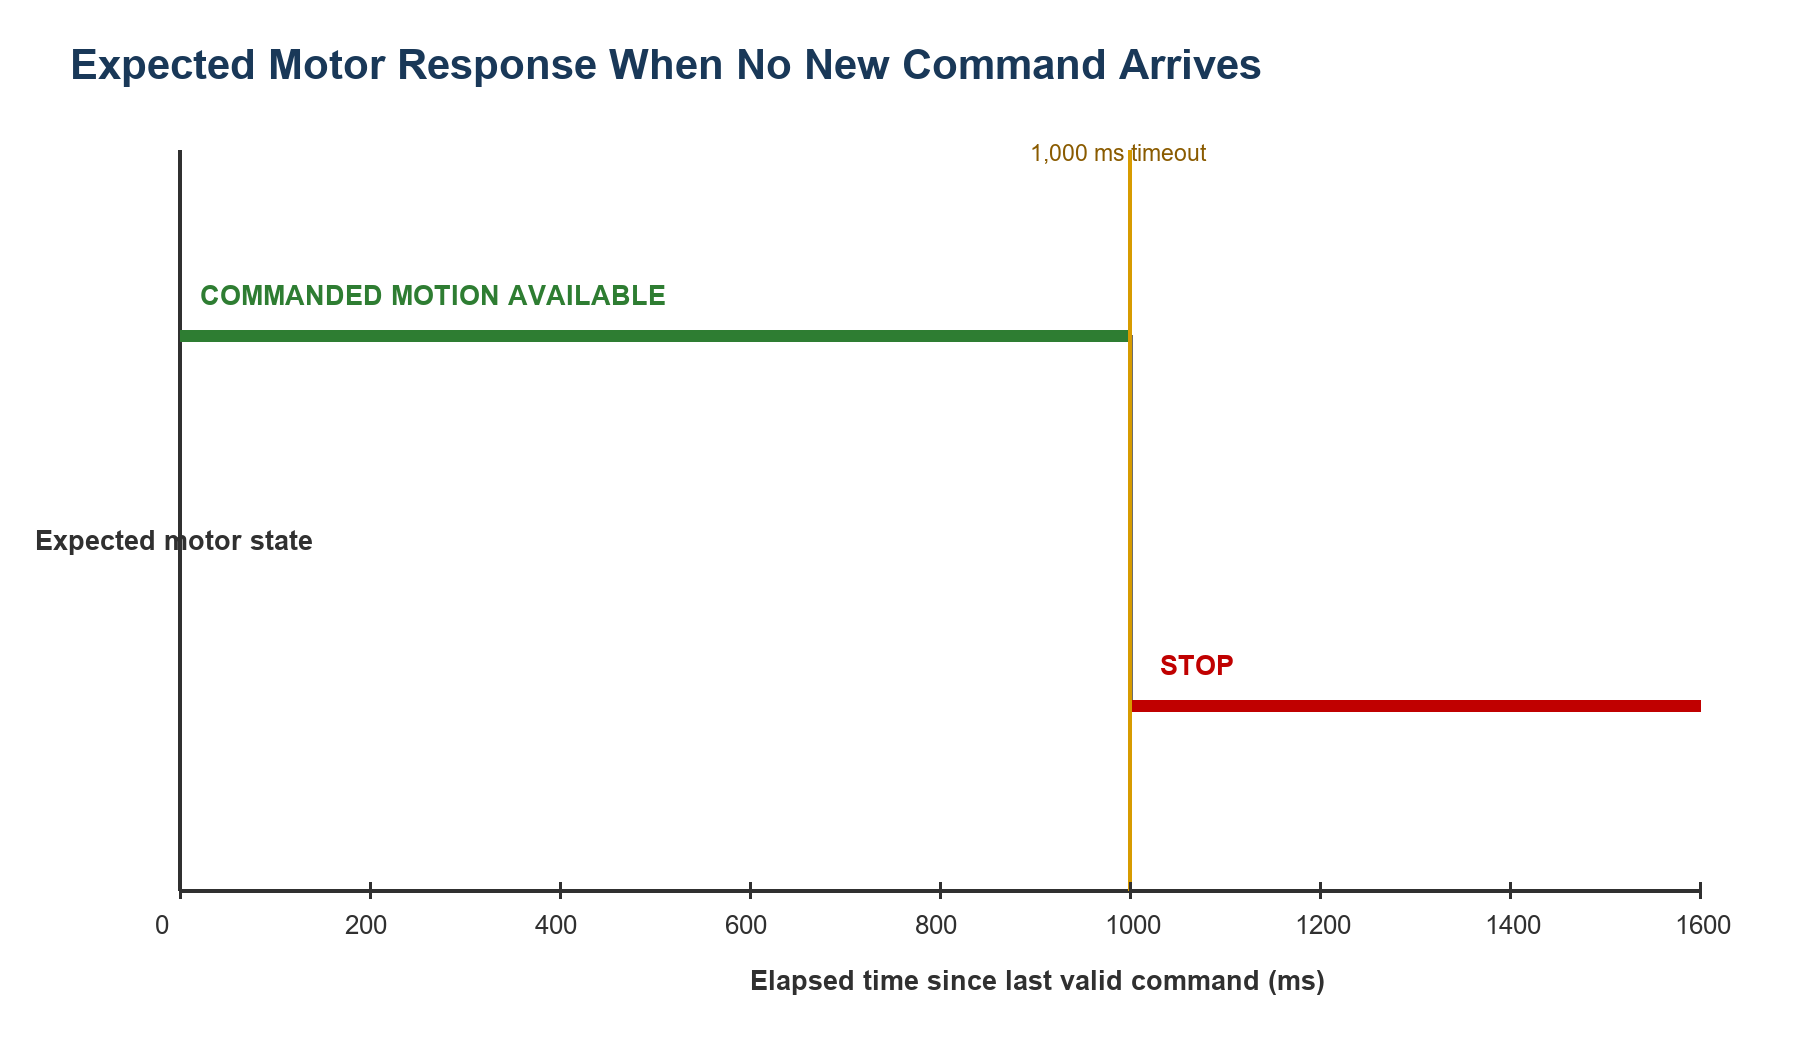 Expected Motor Response When No New Command Arrives
1,000 ms timeout
COMMANDED MOTION AVAILABLE
Expected motor state
STOP
0 200 400 600 800 1000 1200 1400 1600
Elapsed time since last valid command (ms)